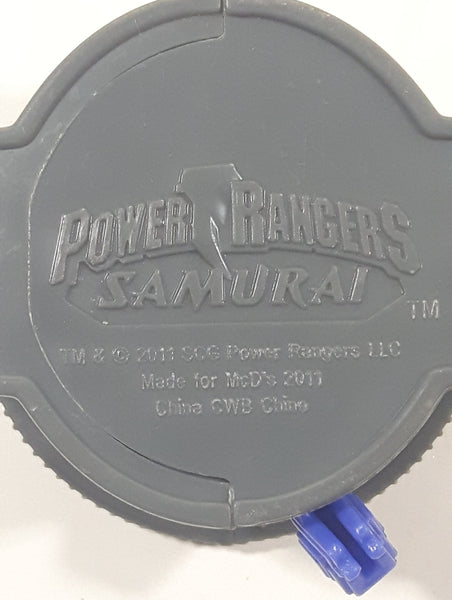 POWER RANGERS
SAMURAI
TM
TM & © 2011 SCG Power Rangers LLC
Made for McD's 2011
China CWB Chine